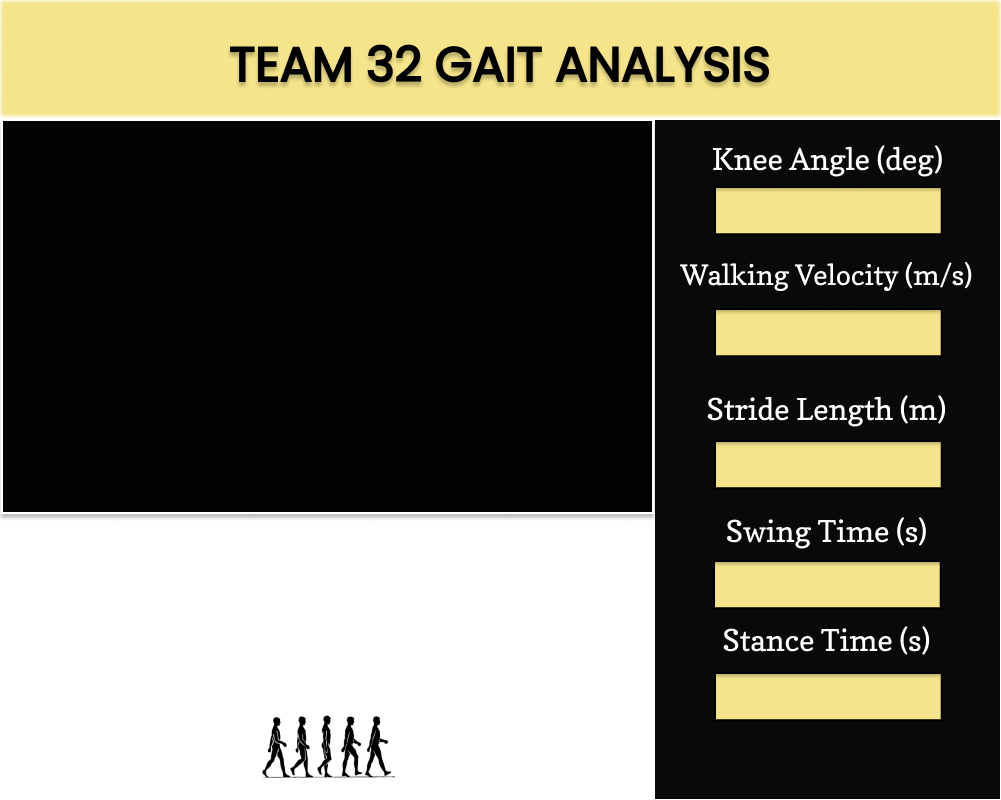 TEAM 32 GAIT ANALYSIS
Knee Angle (deg)
Walking Velocity (m/s)
Stride Length (m)
Swing Time (s)
Stance Time (s)